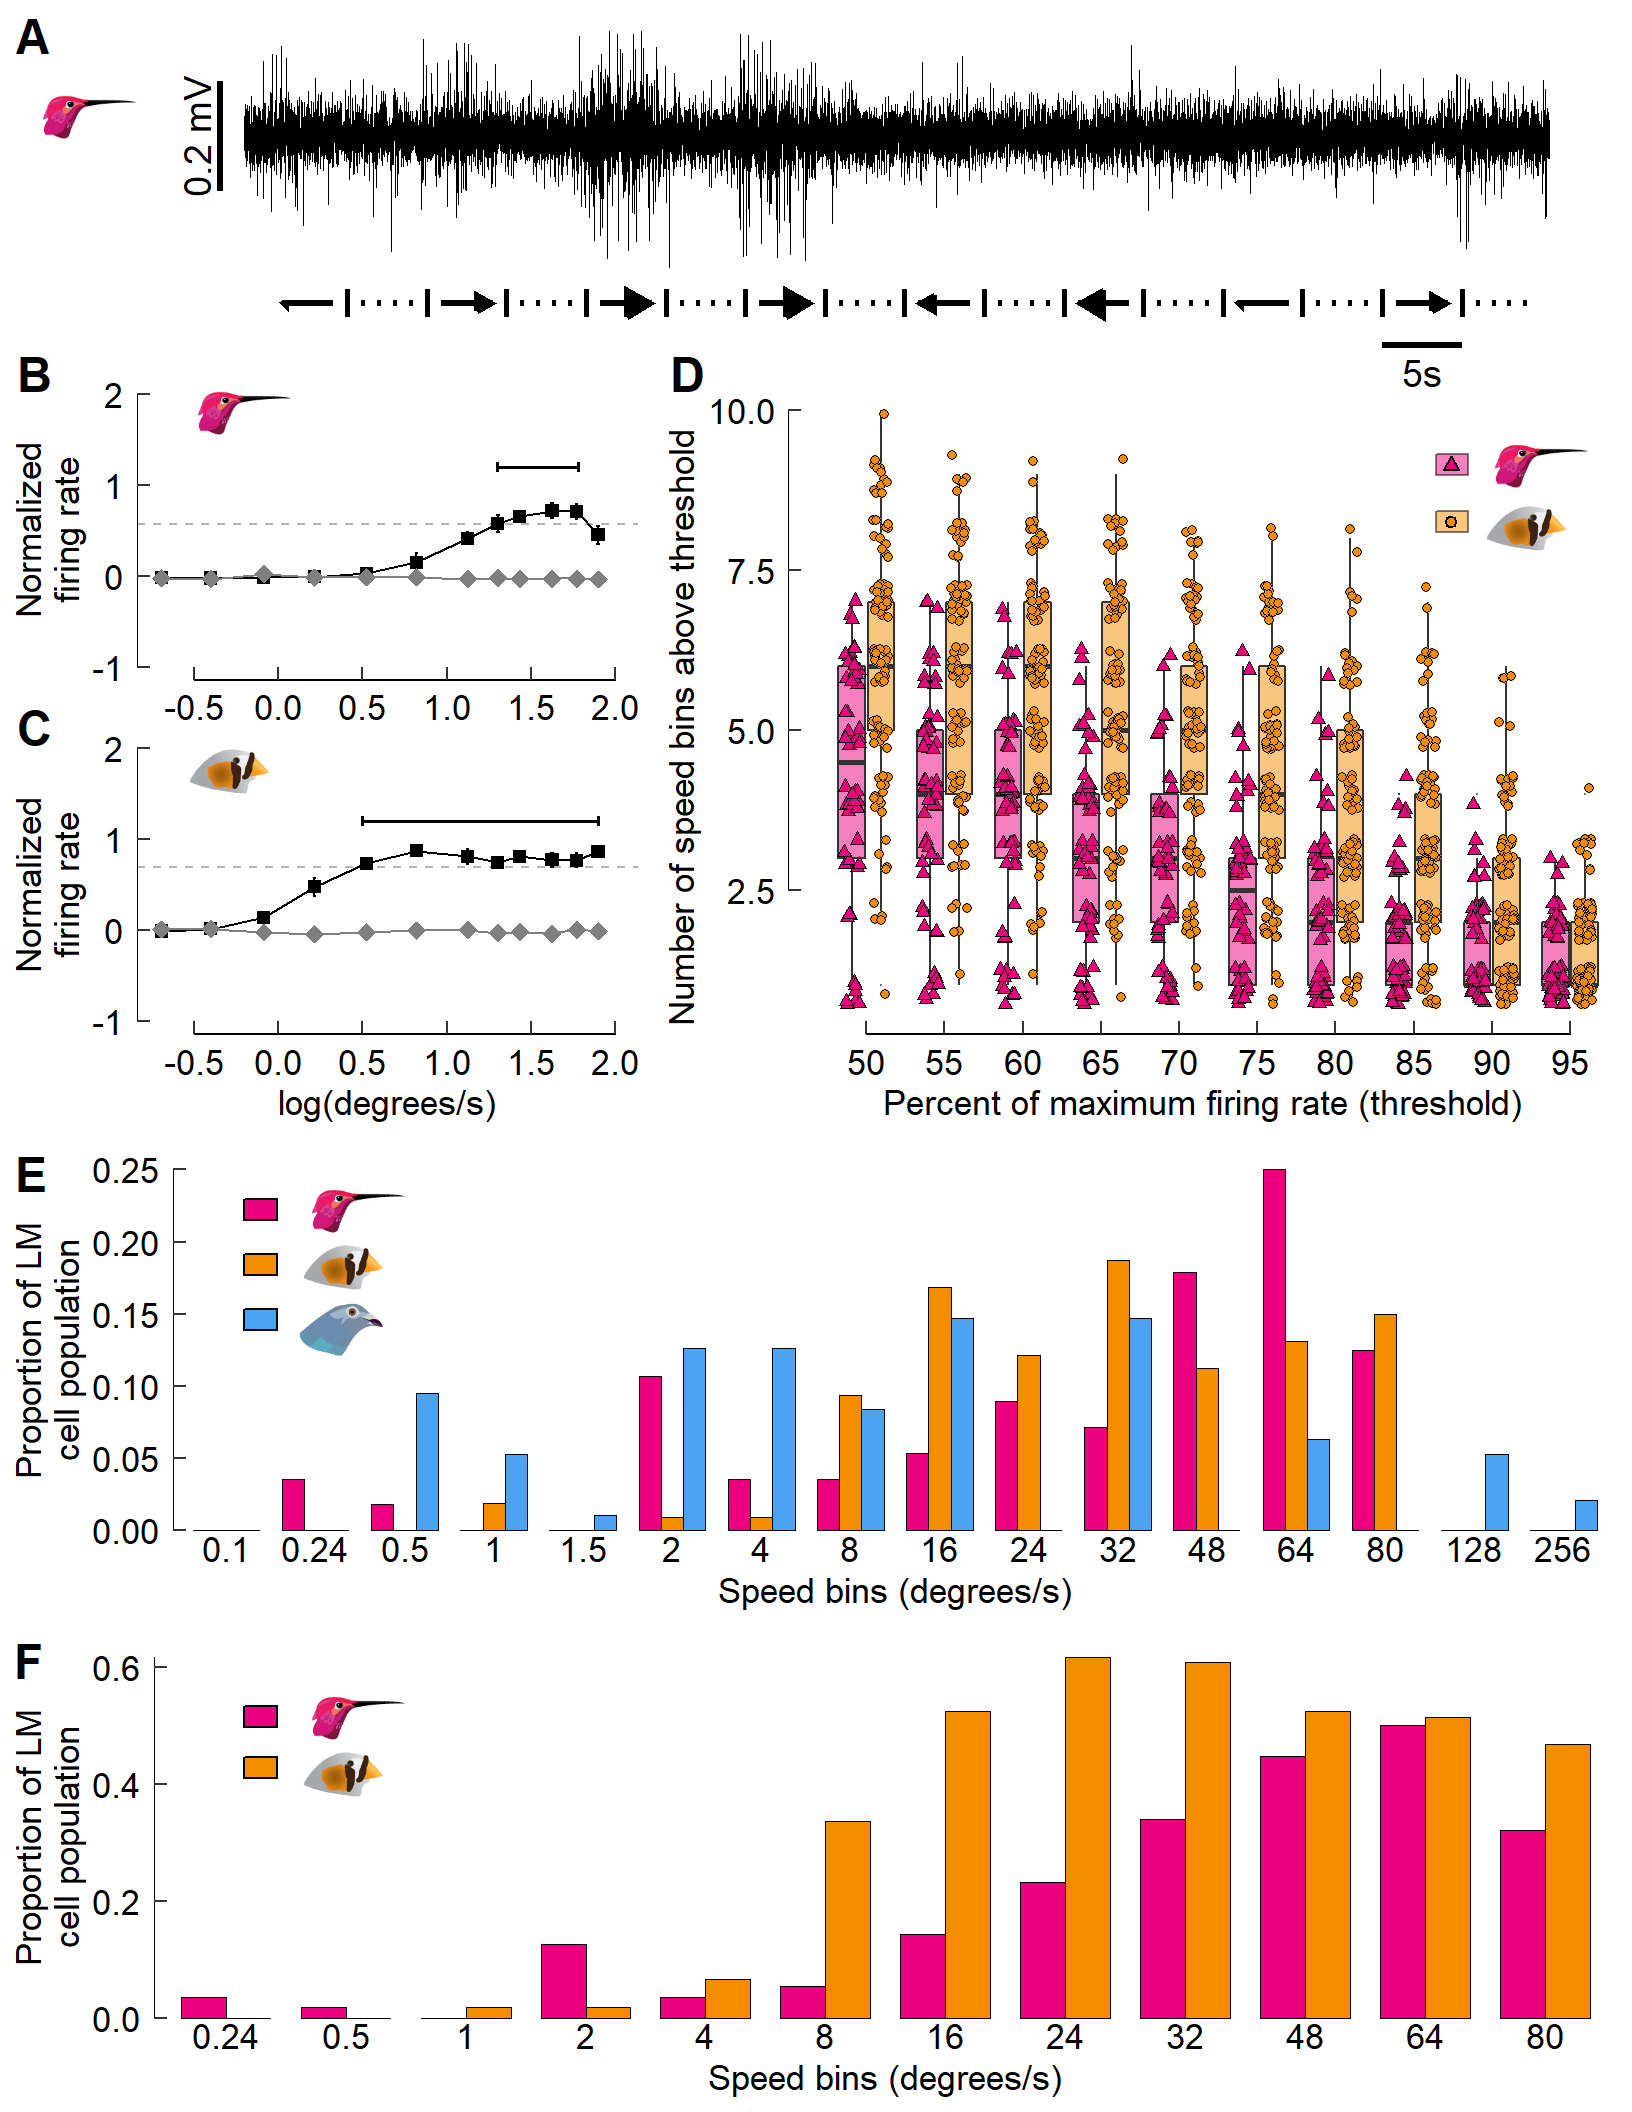 A
0.2 mV
5s
B
2
1
0
-1
Normalized
firing rate
-0.5 0.0 0.5 1.0 1.5 2.0
C
2
1
0
-1
Normalized
firing rate
-0.5 0.0 0.5 1.0 1.5 2.0
log(degrees/s)
D
10.0
7.5
5.0
2.5
Number of speed bins above threshold
50 55 60 65 70 75 80 85 90 95
Percent of maximum firing rate (threshold)
E
0.25
0.20
0.15
0.10
0.05
0.00
Proportion of LM
cell population
0.1 0.24 0.5 1 1.5 2 4 8 16 24 32 48 64 80 128 256
Speed bins (degrees/s)
F
0.6
0.4
0.2
0.0
Proportion of LM
cell population
0.24 0.5 1 2 4 8 16 24 32 48 64 80
Speed bins (degrees/s)